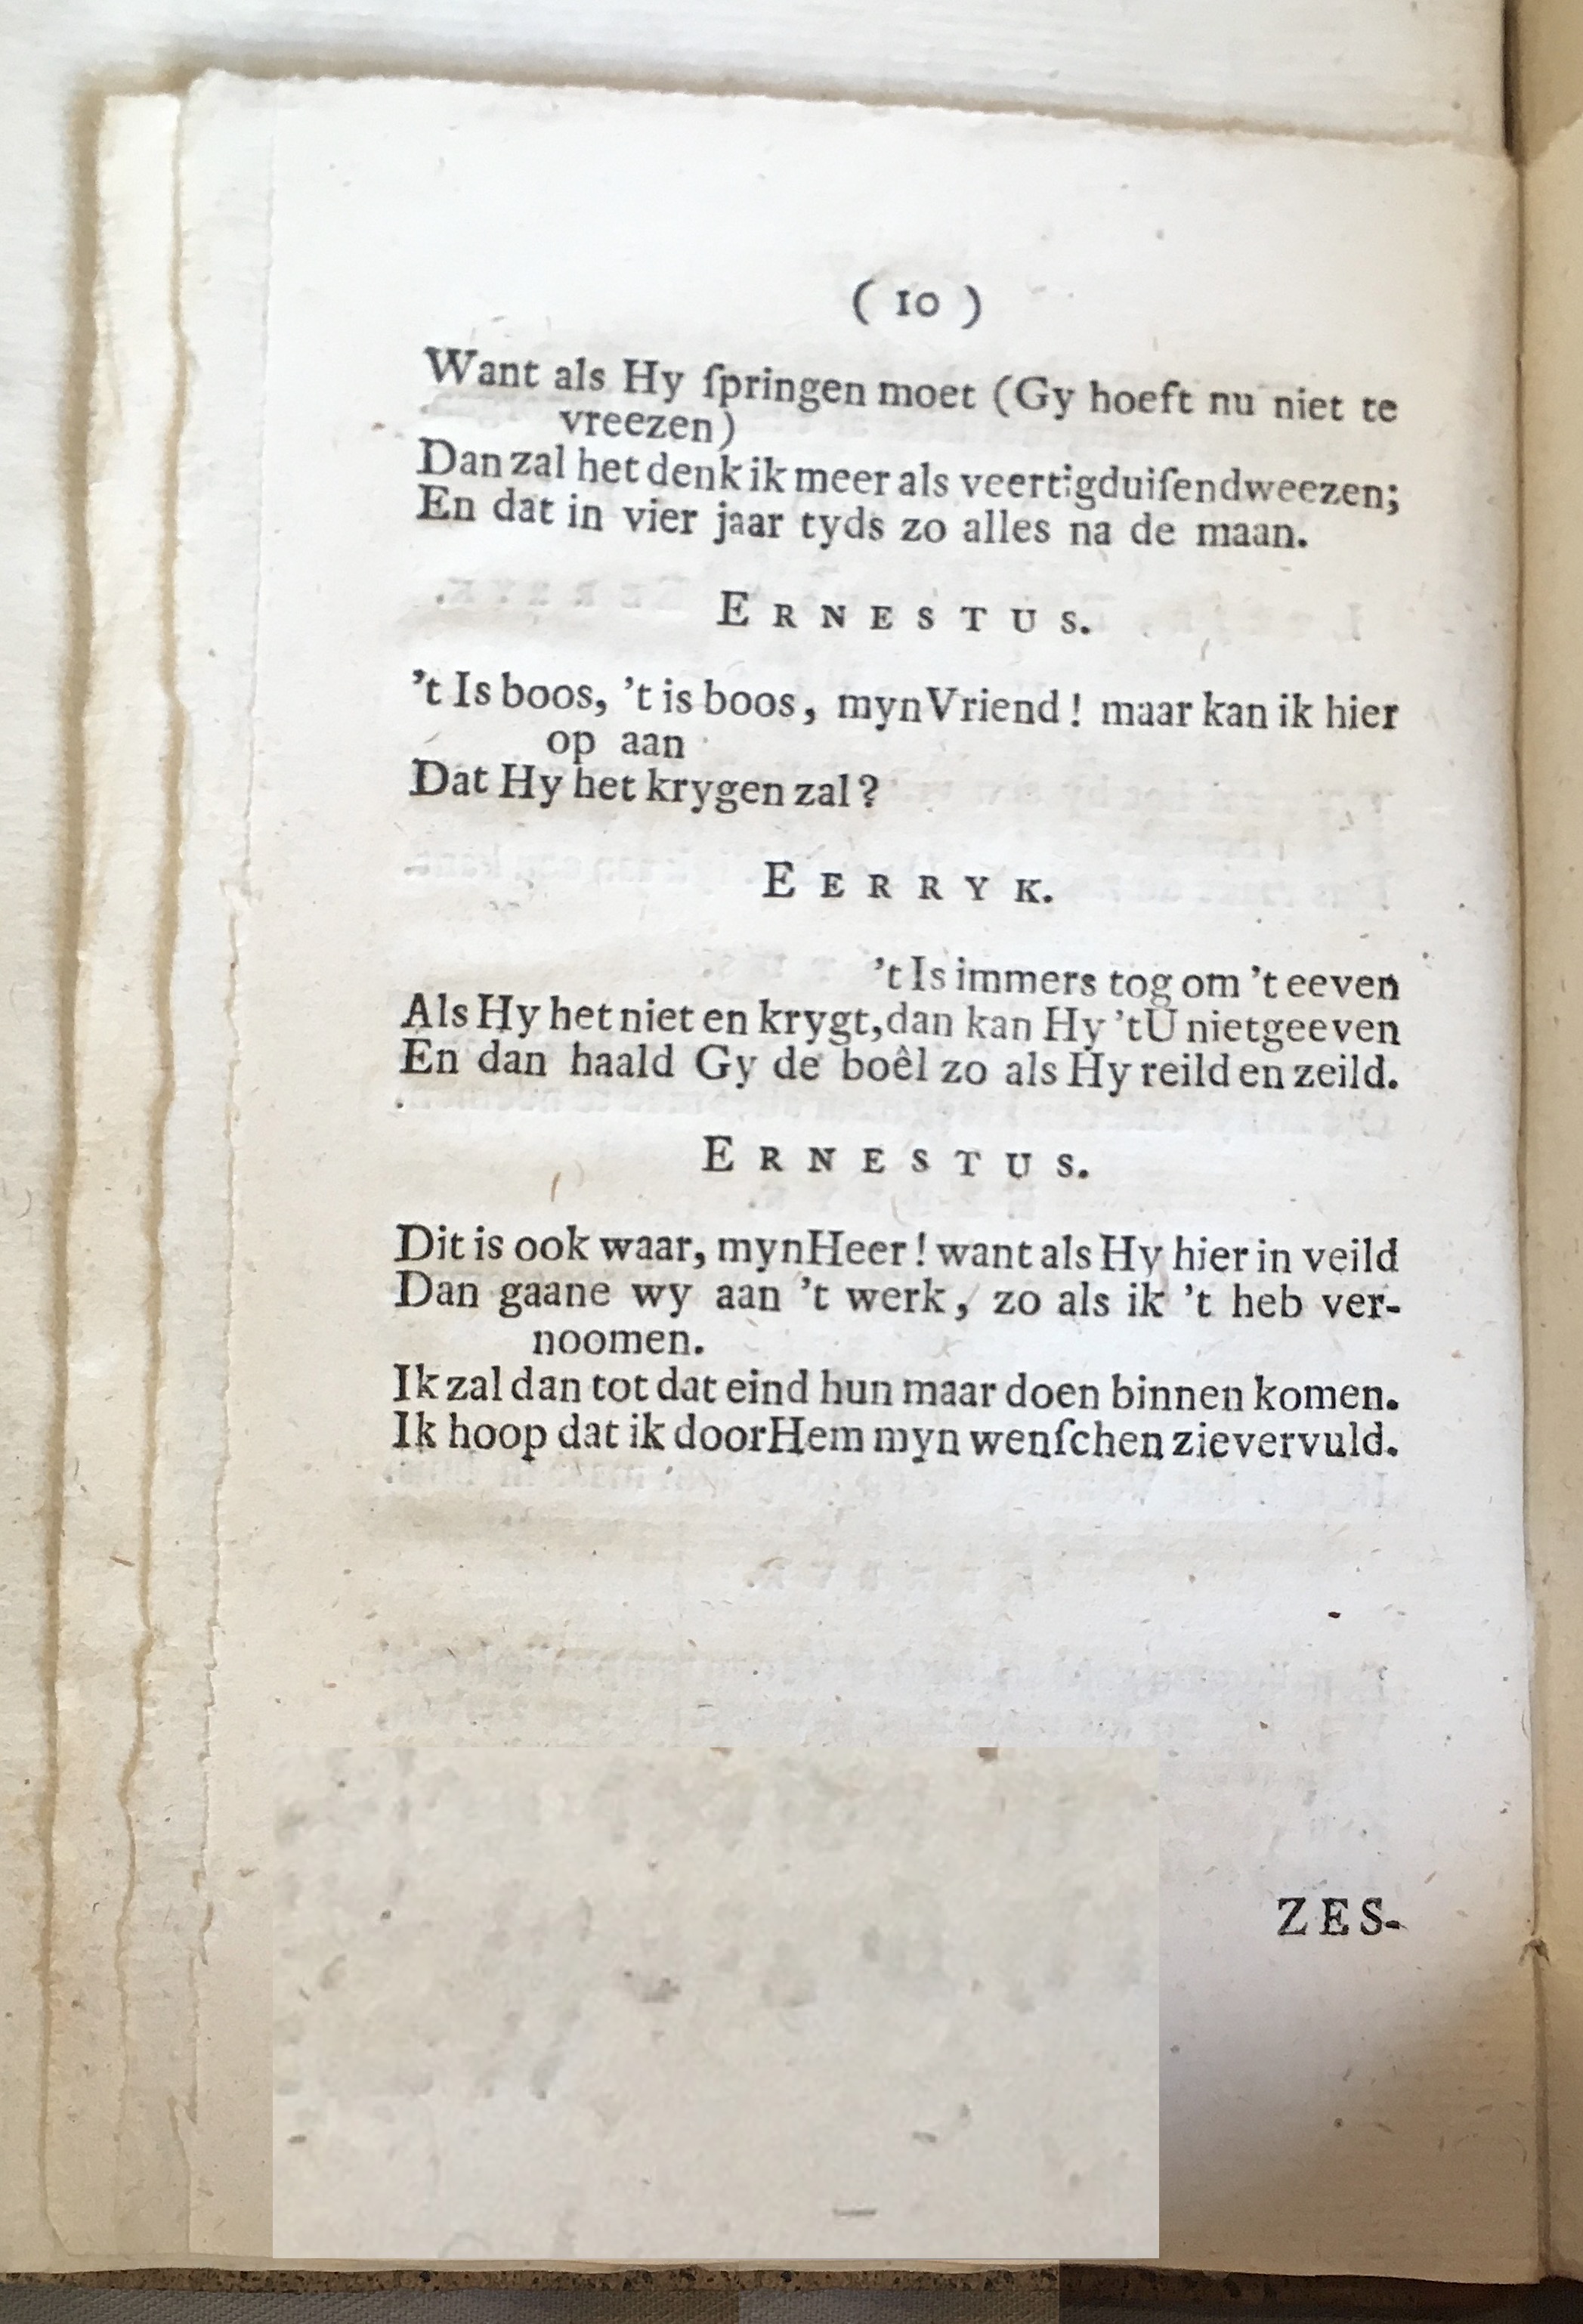 ( 10 )
Want als Hy ſpringen moet (Gy hoeft nu niet te
vreezen)
Dan zal het denk ik meer als veertigduiſendweezen;
En dat in vier jaar tyds zo alles na de maan.
ERNESTUS.
't Is boos, 't is boos, myn Vriend! maar kan ik hier
op aan
Dat Hy het krygen zal?
EERRYK.
't Is immers tog om 't eeven
Als Hy het niet en krygt, dan kan Hy 't U niet geeven
En dan haald Gy de boêl zo als Hy reild en zeild.
ERNESTUS.
Dit is ook waar, myn Heer! want als Hy hier in veild
Dan gaane wy aan 't werk, zo als ik 't heb ver-
noomen.
Ik zal dan tot dat eind hun maar doen binnen komen.
Ik hoop dat ik door Hem myn wenſchen zie vervuld.
ZES-